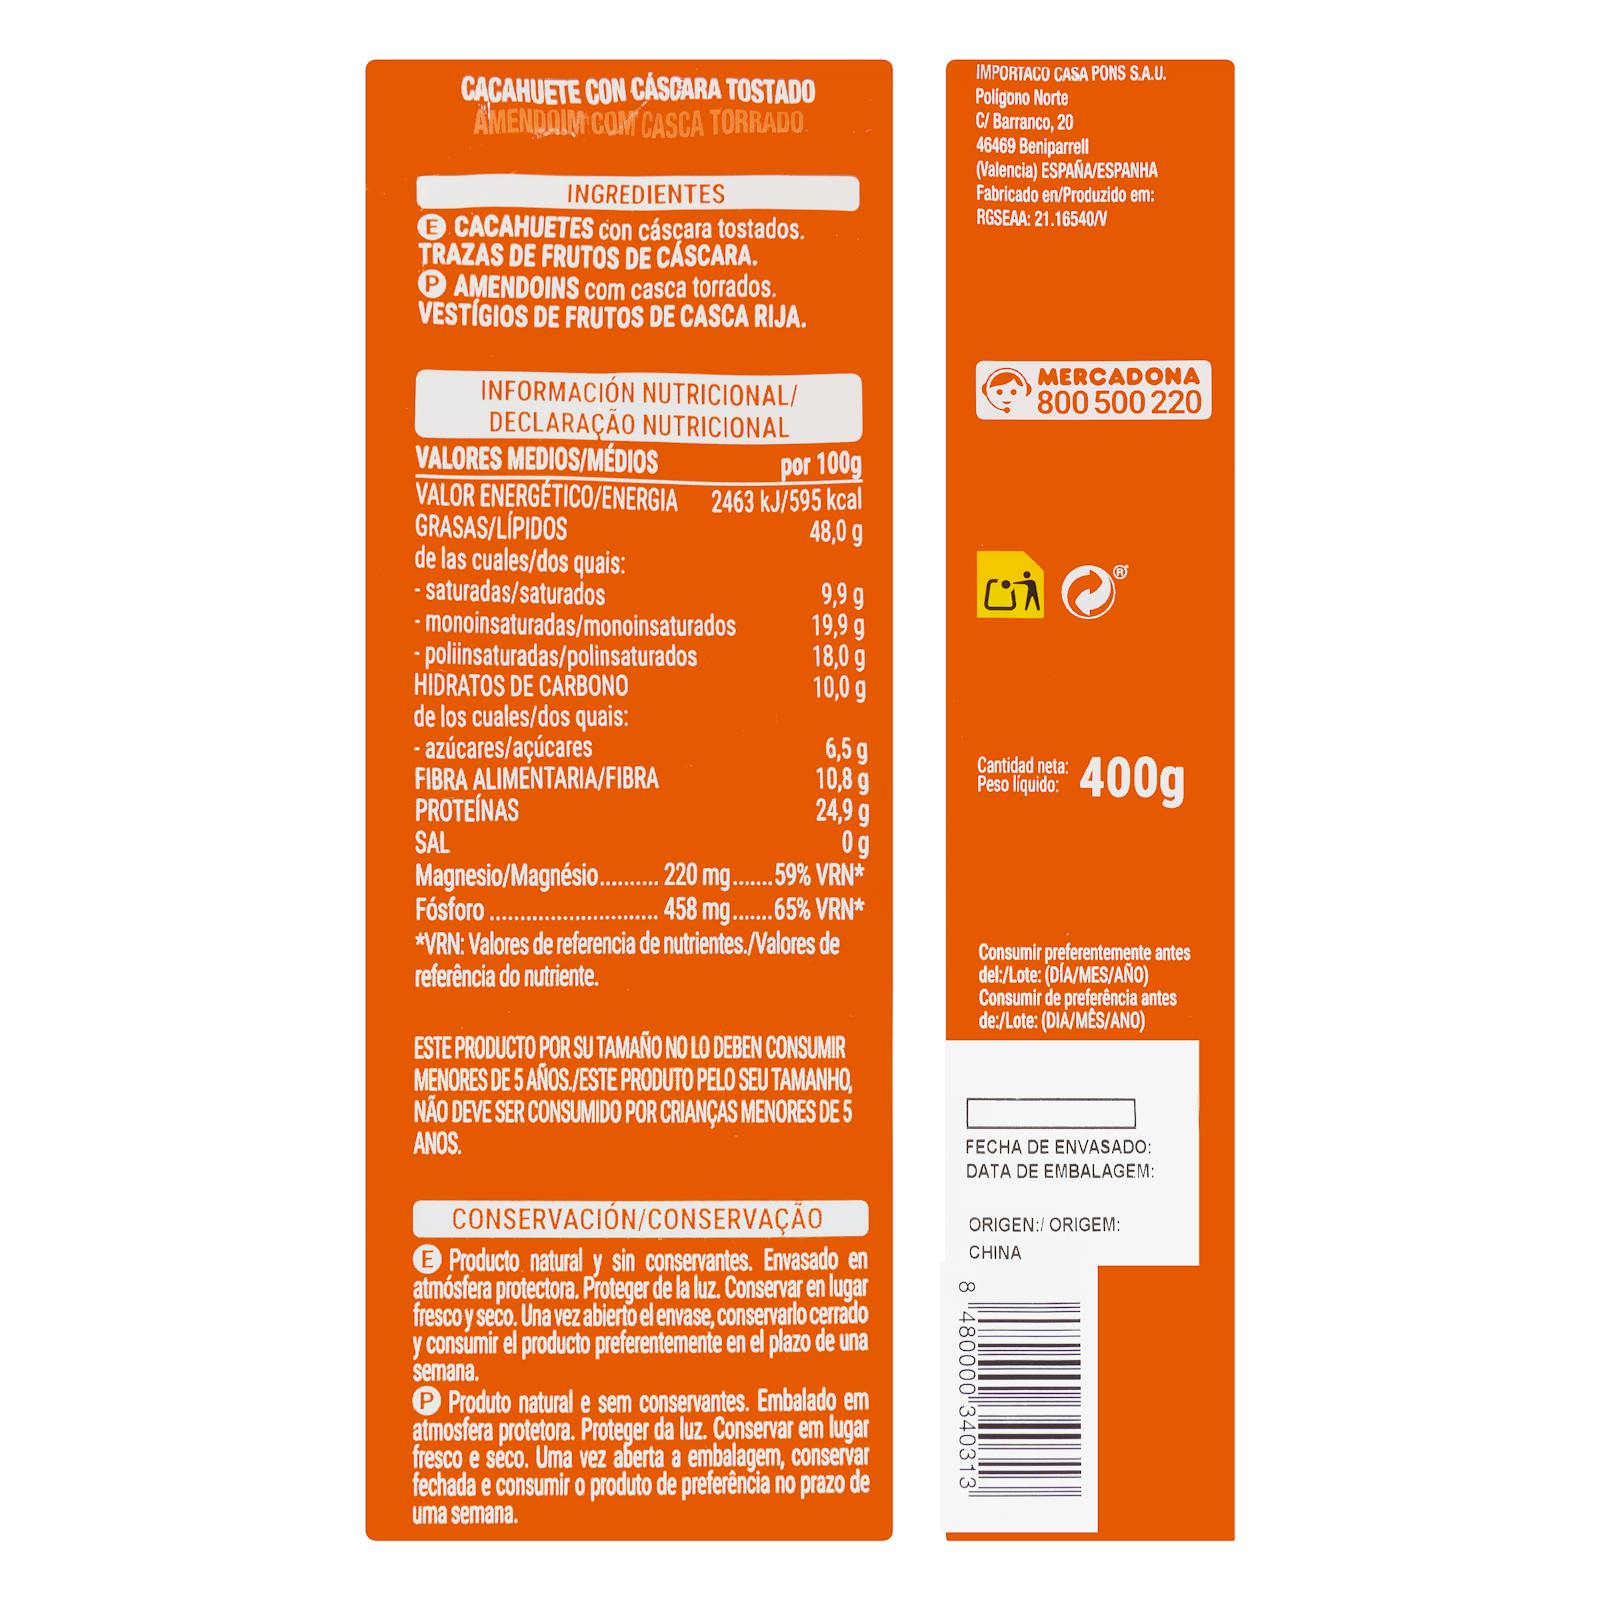 CACAHUETE CON CÁSCARA TOSTADO
AMENDOIM COM CASCA TORRADO
INGREDIENTES
E CACAHUETES con cáscara tostados.
TRAZAS DE FRUTOS DE CÁSCARA.
P AMENDOINS com casca torrados.
VESTÍGIOS DE FRUTOS DE CASCA RIJA.
INFORMACIÓN NUTRICIONAL/
DECLARAÇÃO NUTRICIONAL
VALORES MEDIOS/MÉDIOS por 100g
VALOR ENERGÉTICO/ENERGIA 2463 kJ/595 kcal
GRASAS/LÍPIDOS 48,0 g
de las cuales/dos quais:
- saturadas/saturados 9,9 g
- monoinsaturadas/monoinsaturados 19,9 g
- poliinsaturadas/polinsaturados 18,0 g
HIDRATOS DE CARBONO 10,0 g
de los cuales/dos quais:
- azúcares/açúcares 6,5 g
FIBRA ALIMENTARIA/FIBRA 10,8 g
PROTEÍNAS 24,9 g
SAL 0 g
Magnesio/Magnésio.......... 220 mg.......59% VRN*
Fósforo ............................ 458 mg.......65% VRN*
*VRN: Valores de referencia de nutrientes./Valores de
referência do nutriente.
ESTE PRODUCTO POR SU TAMAÑO NO LO DEBEN CONSUMIR
MENORES DE 5 AÑOS./ESTE PRODUTO PELO SEU TAMANHO,
NÃO DEVE SER CONSUMIDO POR CRIANÇAS MENORES DE 5
ANOS.
CONSERVACIÓN/CONSERVAÇÃO
E Producto natural y sin conservantes. Envasado en
atmósfera protectora. Proteger de la luz. Conservar en lugar
fresco y seco. Una vez abierto el envase, conservarlo cerrado
y consumir el producto preferentemente en el plazo de una
semana.
P Produto natural e sem conservantes. Embalado em
atmosfera protetora. Proteger da luz. Conservar em lugar
fresco e seco. Uma vez aberta a embalagem, conservar
fechada e consumir o produto de preferência no prazo de
uma semana.
IMPORTACO CASA PONS S.A.U.
Polígono Norte
C/ Barranco, 20
46469 Beniparrell
(Valencia) ESPAÑA/ESPANHA
Fabricado en/Produzido em:
RGSEAA: 21.16540/V
MERCADONA
800 500 220
®
Cantidad neta:
Peso líquido: 400g
Consumir preferentemente antes
del:/Lote: (DÍA/MES/AÑO)
Consumir de preferência antes
de:/Lote: (DIA/MÊS/ANO)
FECHA DE ENVASADO:
DATA DE EMBALAGEM:
ORIGEN:/ ORIGEM:
CHINA
8 480000 340313